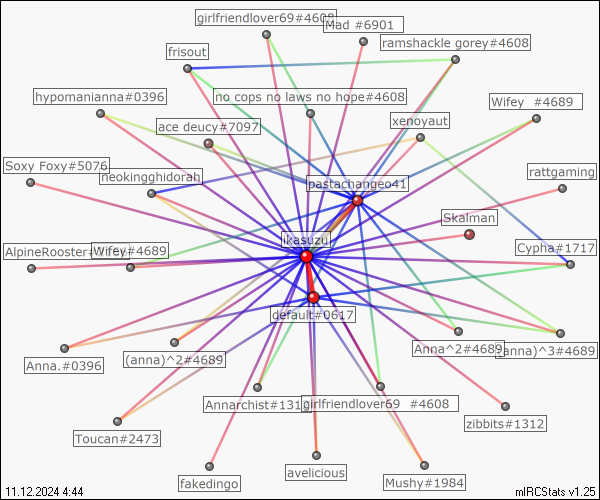 girlfriendlover69#4608
Mad #6901
frisout
ramshackle gorey#4608
hypomanianna#0396
no cops no laws no hope#4608
Wifey #4689
ace deucy#7097
xenoyaut
Soxy Foxy#5076
neokingghidorah
pastachangeo41
rattgaming
Skalman
ikasuzu
AlpineRooster
Wifey#4689
Cypha#1717
default#0617
Anna.#0396
(anna)^2#4689
Anna^2#4689
(anna)^3#4689
Annarchist#131
girlfriendlover69 #4608
zibbits#1312
Toucan#2473
fakedingo
avelicious
Mushy#1984
11.12.2024 4:44
mIRCStats v1.25